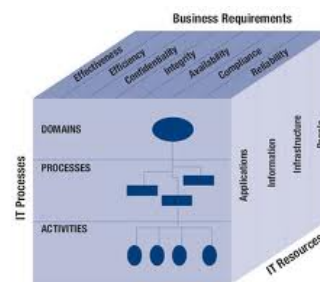 Business Requirements
Effectiveness
Efficiency
Confidentiality
Integrity
Availability
Compliance
Reliability
IT Processes
DOMAINS
PROCESSES
ACTIVITIES
Applications
Information
Infrastructure
People
IT Resources